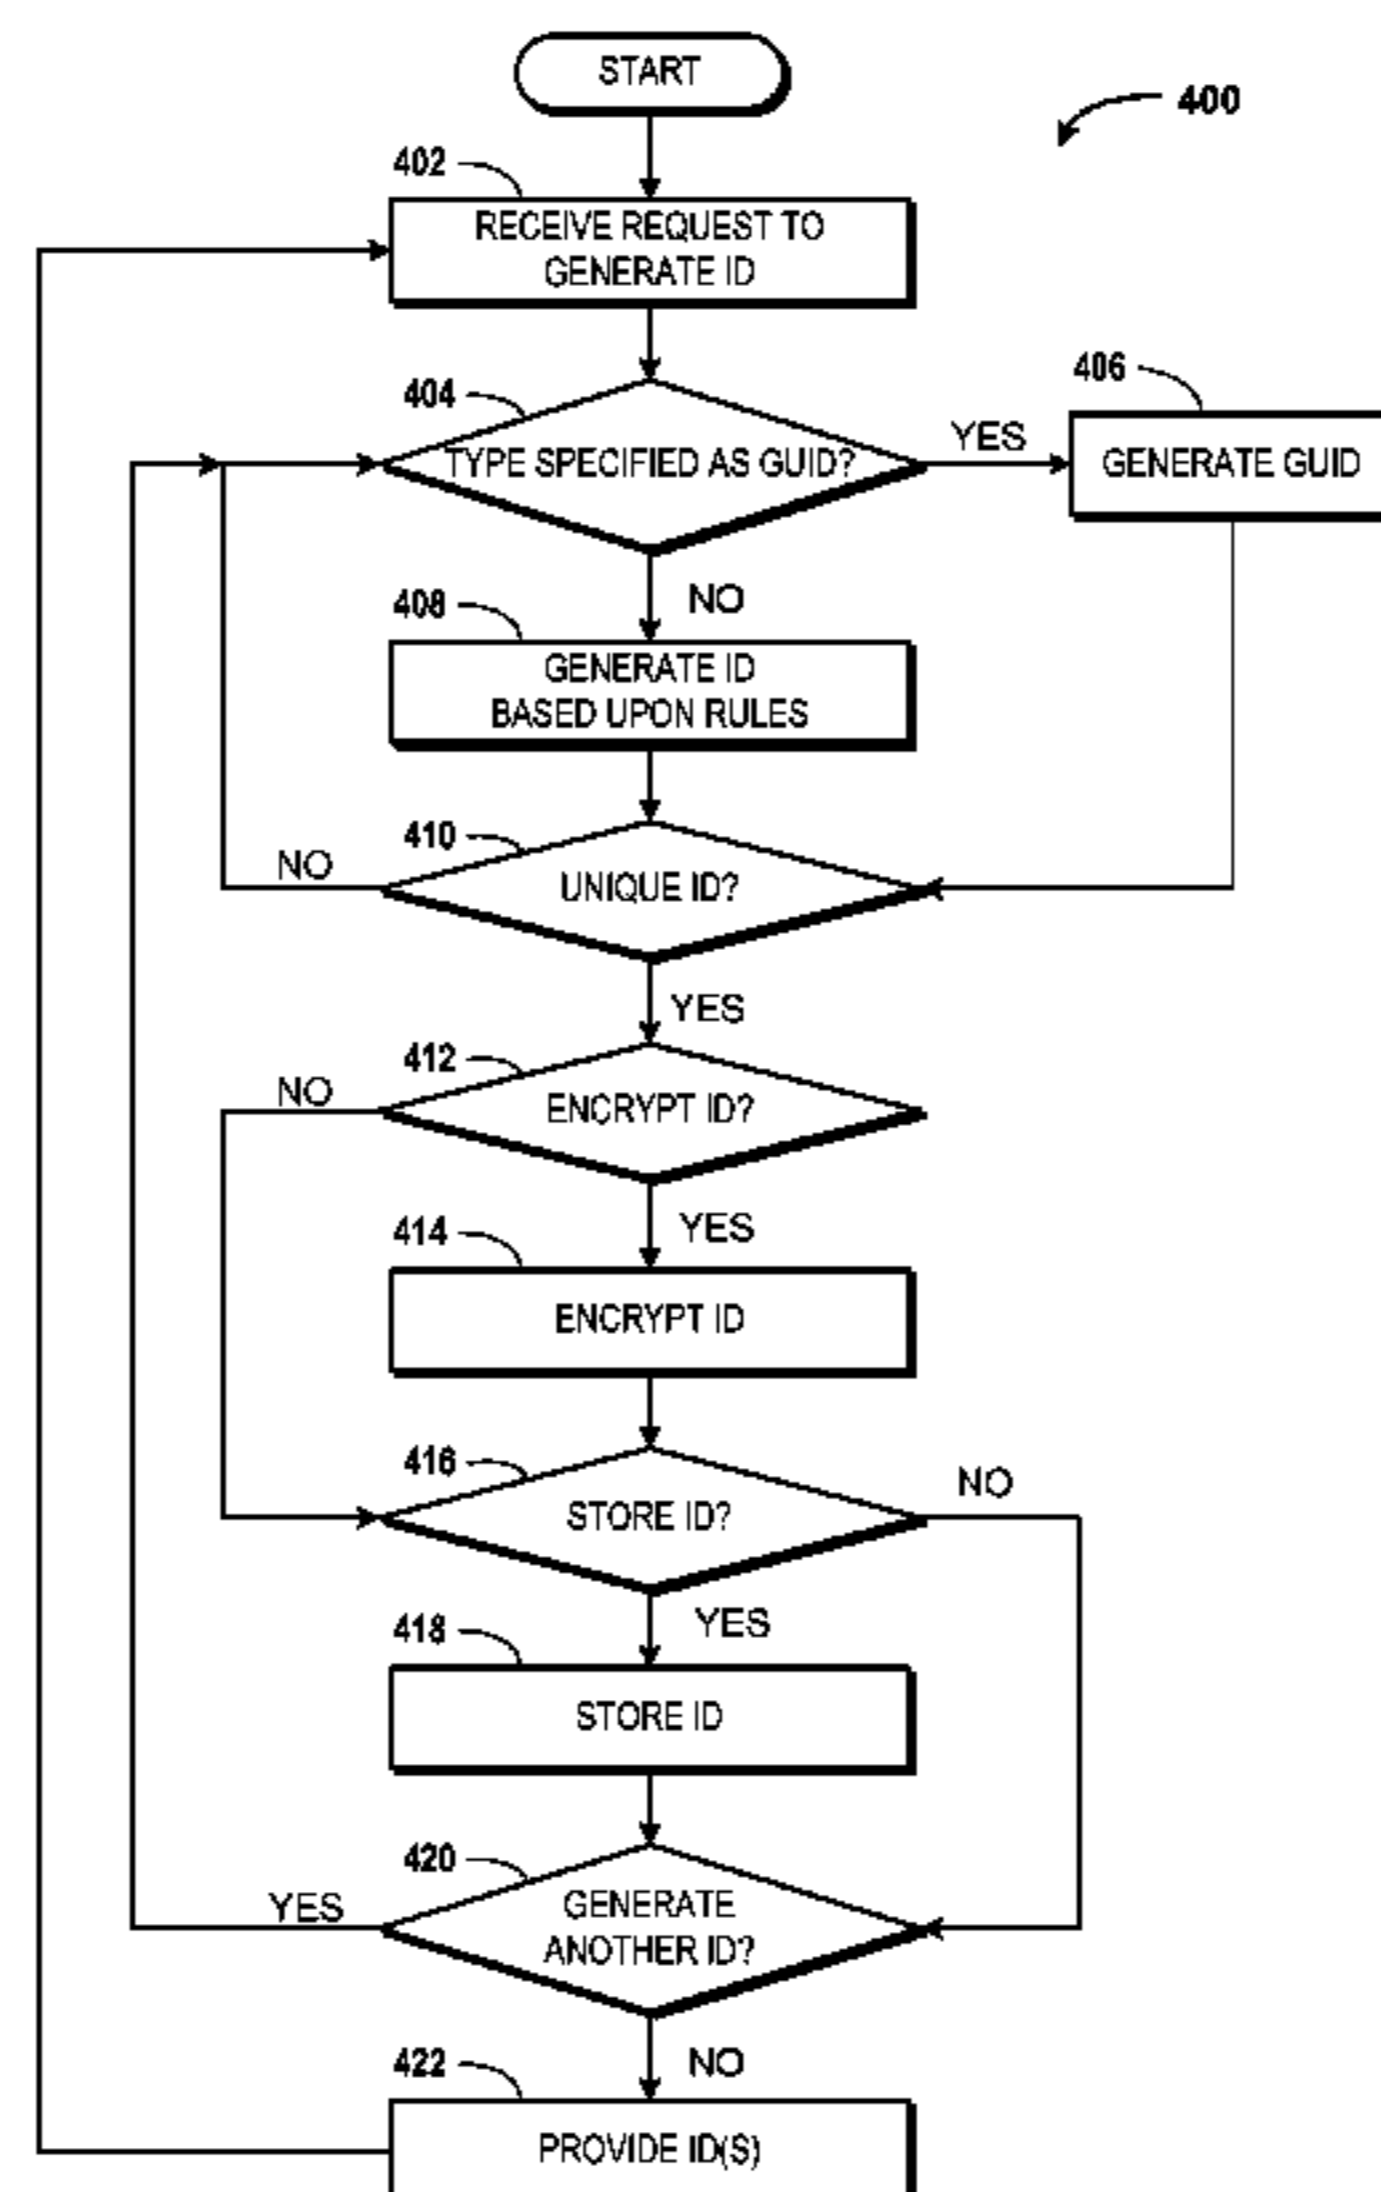 START
400
402
RECEIVE REQUEST TO
GENERATE ID
404
TYPE SPECIFIED AS GUID?
YES
406
GENERATE GUID
NO
408
GENERATE ID
BASED UPON RULES
410
NO
UNIQUE ID?
YES
412
NO
ENCRYPT ID?
YES
414
ENCRYPT ID
416
STORE ID?
NO
YES
418
STORE ID
420
YES
GENERATE
ANOTHER ID?
NO
422
PROVIDE ID(S)